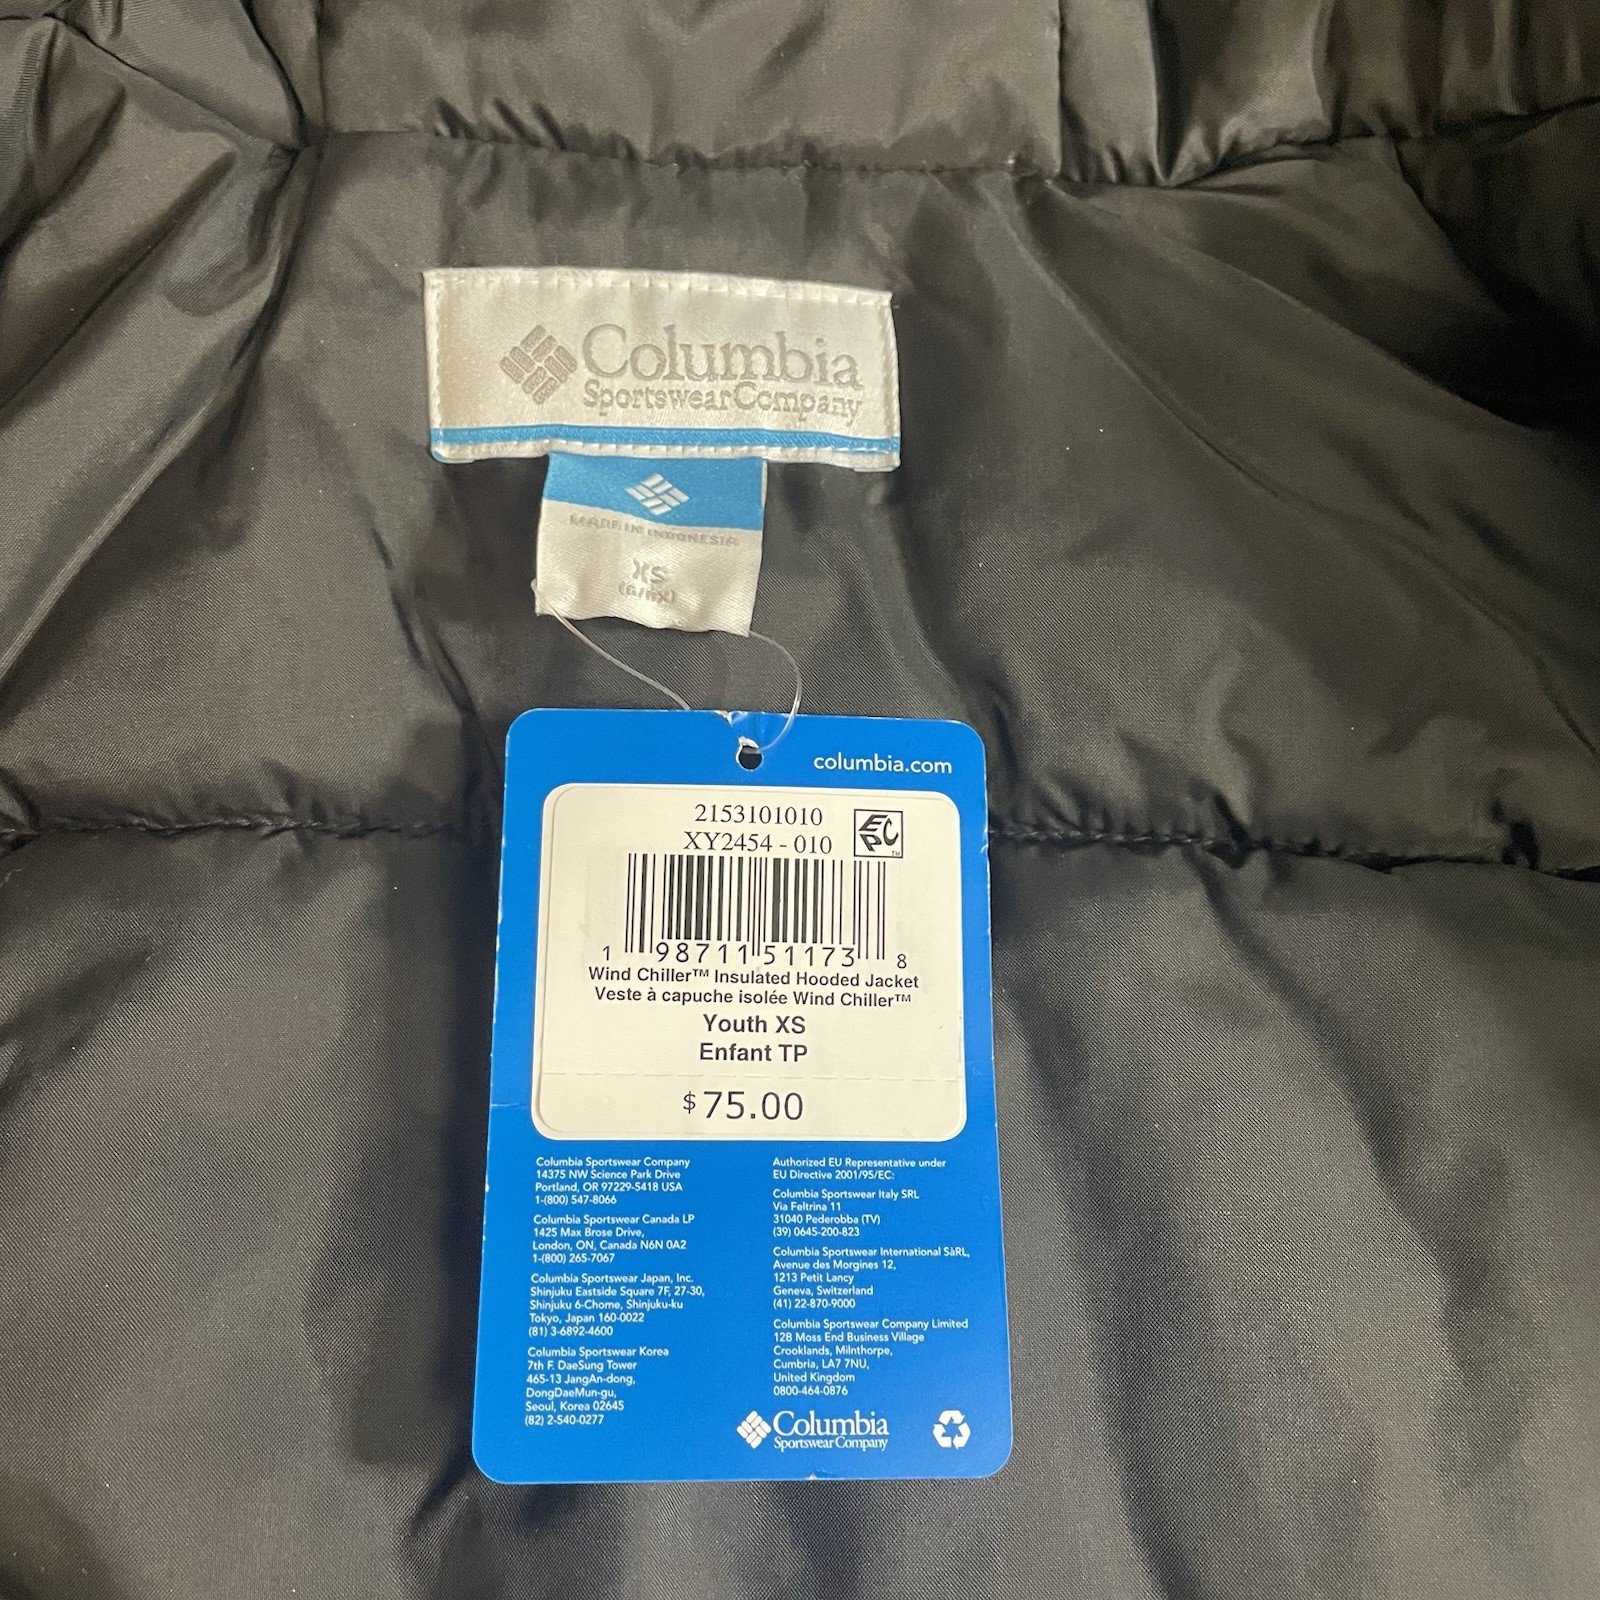 Columbia
Sportswear Company
MADE IN INDONESIA
XS
(6/6X)
columbia.com
2153101010
XY2454 - 010
EPC™
1 98711 51173 8
Wind Chiller™ Insulated Hooded Jacket
Veste à capuche isolée Wind Chiller™
Youth XS
Enfant TP
$75.00
Columbia Sportswear Company
14375 NW Science Park Drive
Portland, OR 97229-5418 USA
1-(800) 547-8066
Columbia Sportswear Canada LP
1425 Max Brose Drive,
London, ON, Canada N6N 0A2
1-(800) 265-7067
Columbia Sportswear Japan, Inc.
Shinjuku Eastside Square 7F, 27-30,
Shinjuku 6-Chome, Shinjuku-ku
Tokyo, Japan 160-0022
(81) 3-6892-4600
Columbia Sportswear Korea
7th F. DaeSung Tower
465-13 JangAn-dong,
DongDaeMun-gu,
Seoul, Korea 02645
(82) 2-540-0277
Authorized EU Representative under
EU Directive 2001/95/EC:
Columbia Sportswear Italy SRL
Via Feltrina 11
31040 Pederobba (TV)
(39) 0645-200-823
Columbia Sportswear International SàRL,
Avenue des Morgines 12,
1213 Petit Lancy
Geneva, Switzerland
(41) 22-870-9000
Columbia Sportswear Company Limited
12B Moss End Business Village
Crooklands, Milnthorpe,
Cumbria, LA7 7NU,
United Kingdom
0800-464-0876
Columbia
Sportswear Company